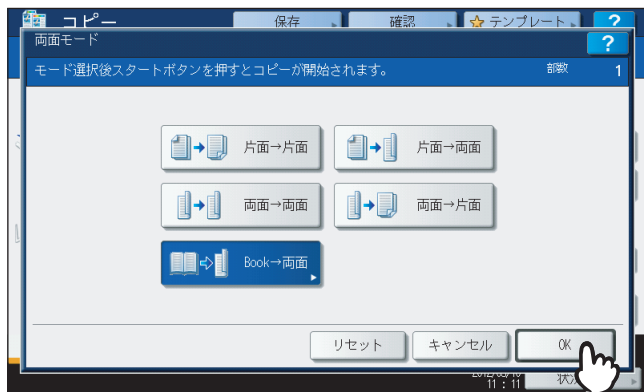 コピー 保存 確認 テンプレート ?
両面モード ?
モード選択後スタートボタンを押すとコピーが開始されます。 部数 1
片面→片面 片面→両面
両面→両面 両面→片面
Book→両面
リセット キャンセル OK
11 : 11